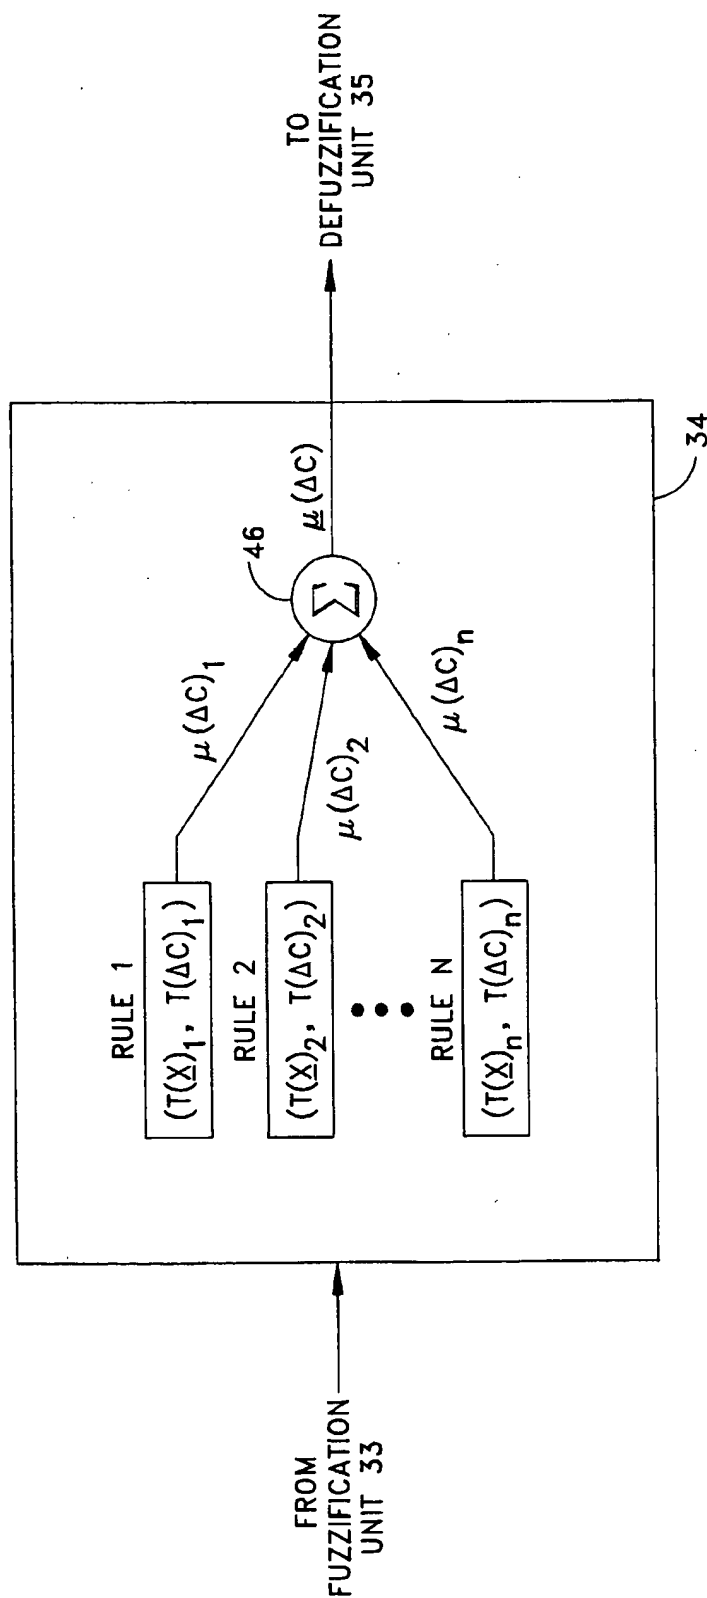 FROM
FUZZIFICATION
UNIT 33
RULE 1
(T(X)1, T(ΔC)1)
RULE 2
(T(X)2, T(ΔC)2)
RULE N
(T(X)n, T(ΔC)n)
μ(ΔC)1
μ(ΔC)2
μ(ΔC)n
46
Σ
μ(ΔC)
34
TO
DEFUZZIFICATION
UNIT 35